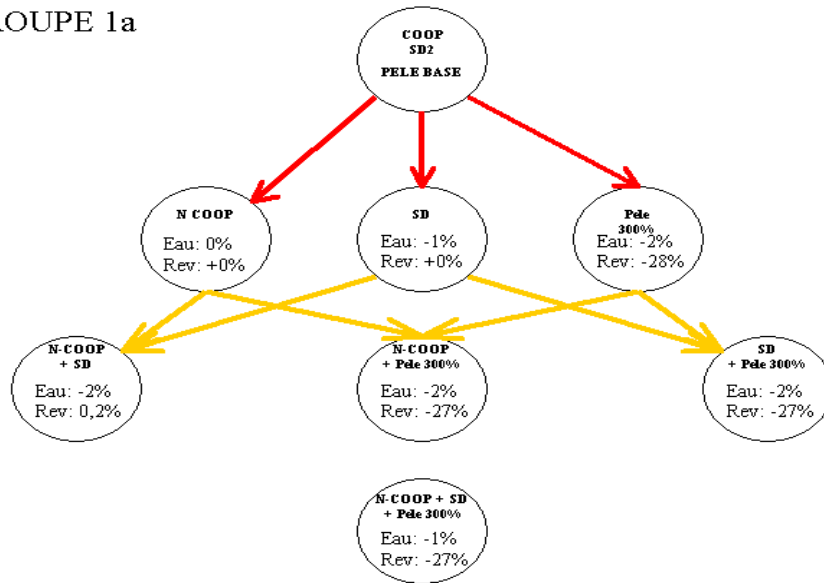 ROUPE 1a
COOP
SD2
PELE BASE
N COOP
Eau: 0%
Rev: +0%
SD
Eau: -1%
Rev: +0%
Pele
300%
Eau: -2%
Rev: -28%
N-COOP
+ SD
Eau: -2%
Rev: 0,2%
N-COOP
+ Pele 300%
Eau: -2%
Rev: -27%
SD
+ Pele 300%
Eau: -2%
Rev: -27%
N-COOP + SD
+ Pele 300%
Eau: -1%
Rev: -27%